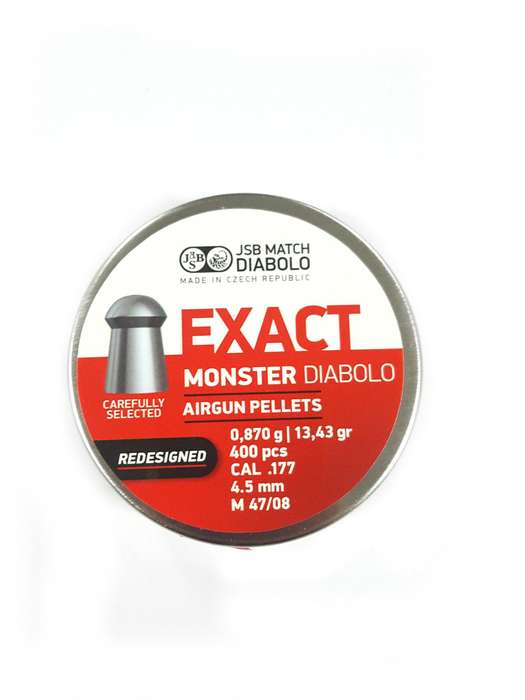 JSB
JSB MATCH
DIABOLO
MADE IN CZECH REPUBLIC
EXACT
MONSTER DIABOLO
AIRGUN PELLETS
CAREFULLY
SELECTED
REDESIGNED
0,870 g | 13,43 gr
400 pcs
CAL .177
4.5 mm
M 47/08